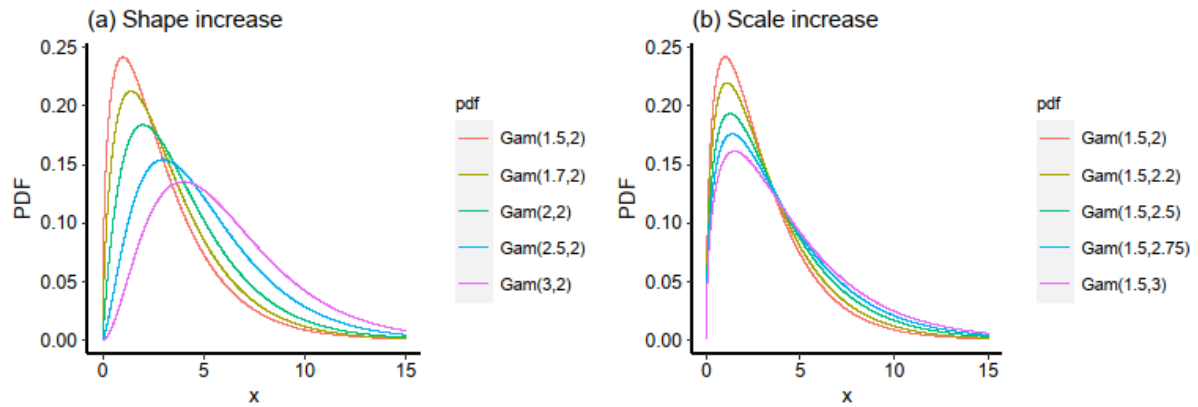 (a) Shape increase
0.25
0.20
0.15
0.10
0.05
0.00
PDF
0 5 10 15
x
pdf
Gam(1.5,2)
Gam(1.7,2)
Gam(2,2)
Gam(2.5,2)
Gam(3,2)
(b) Scale increase
0.25
0.20
0.15
0.10
0.05
0.00
PDF
0 5 10 15
x
pdf
Gam(1.5,2)
Gam(1.5,2.2)
Gam(1.5,2.5)
Gam(1.5,2.75)
Gam(1.5,3)